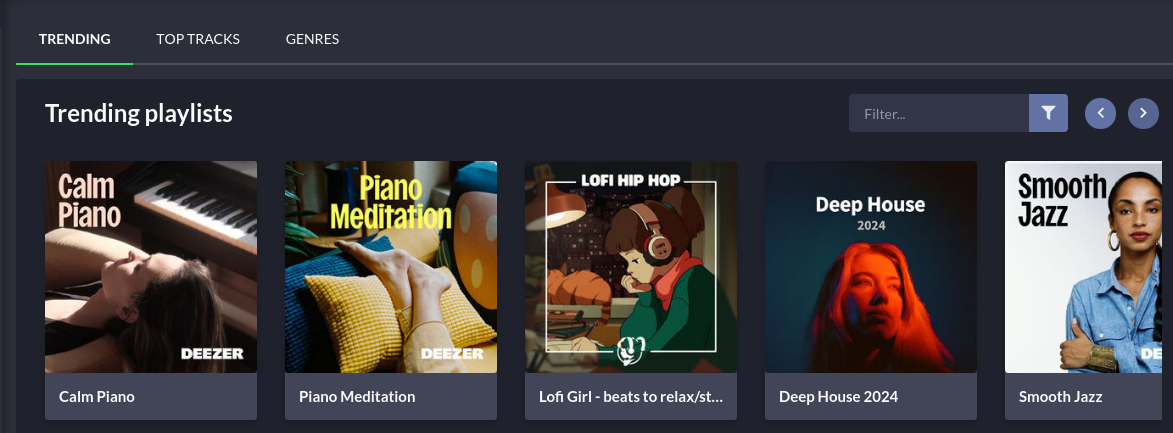 TRENDING TOP TRACKS GENRES
Trending playlists
Filter...
Calm
Piano
DEEZER
Piano
Meditation
DEEZER
LOFI HIP HOP
Deep House
2024
Smooth
Jazz
DE
Calm Piano
Piano Meditation
Lofi Girl - beats to relax/st...
Deep House 2024
Smooth Jazz